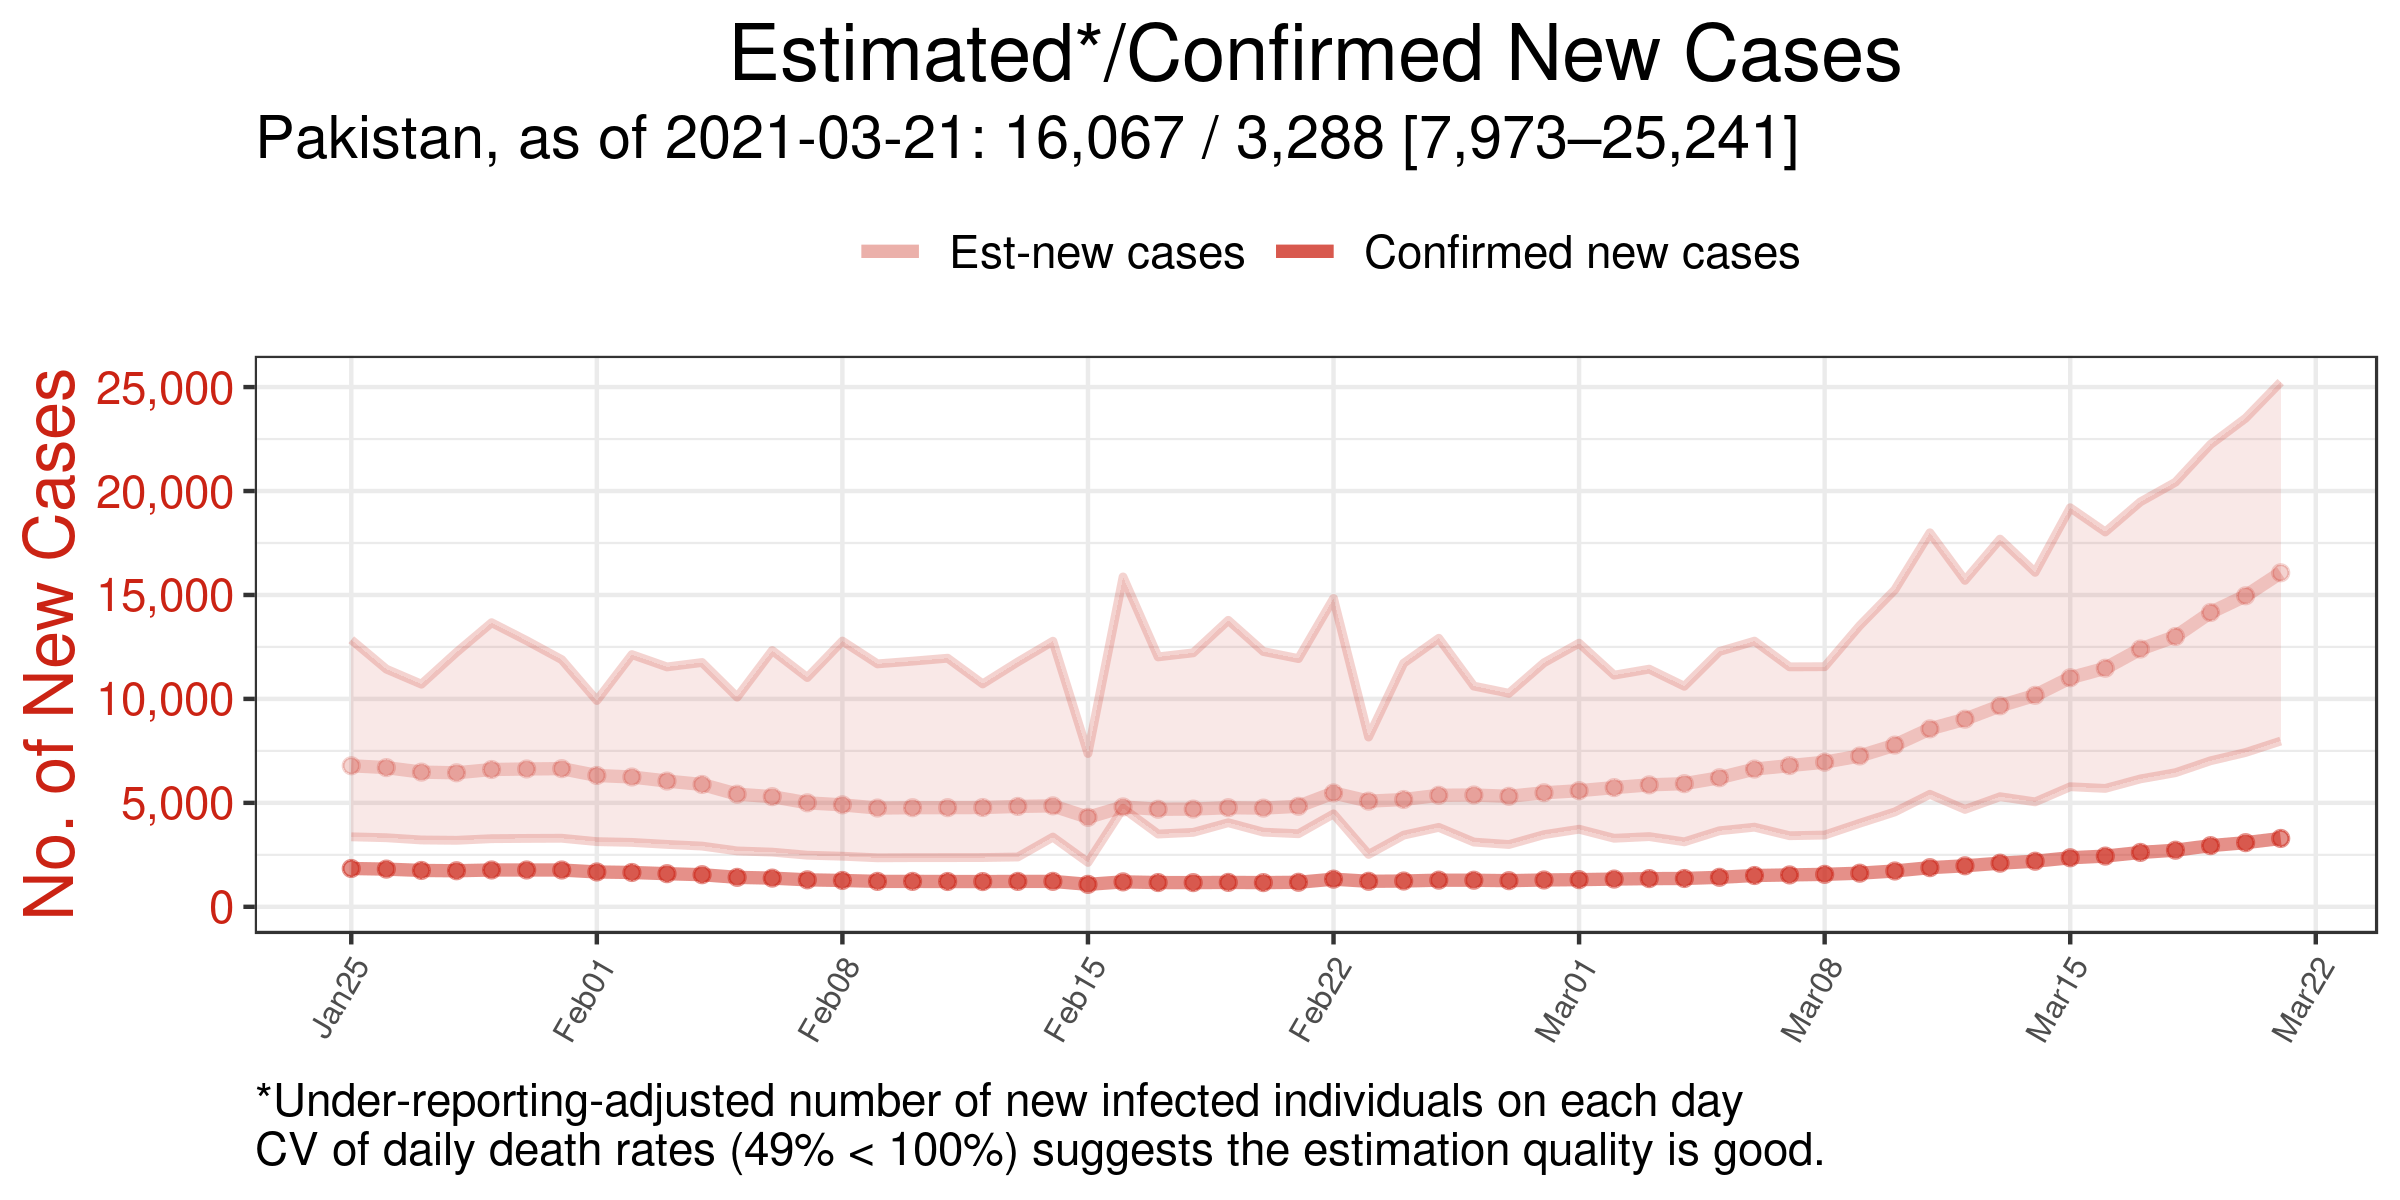 Estimated*/Confirmed New Cases
Pakistan, as of 2021-03-21: 16,067 / 3,288 [7,973–25,241]
Est-new cases Confirmed new cases
No. of New Cases
25,000
20,000
15,000
10,000
5,000
0
Jan25 Feb01 Feb08 Feb15 Feb22 Mar01 Mar08 Mar15 Mar22
*Under-reporting-adjusted number of new infected individuals on each day
CV of daily death rates (49% < 100%) suggests the estimation quality is good.